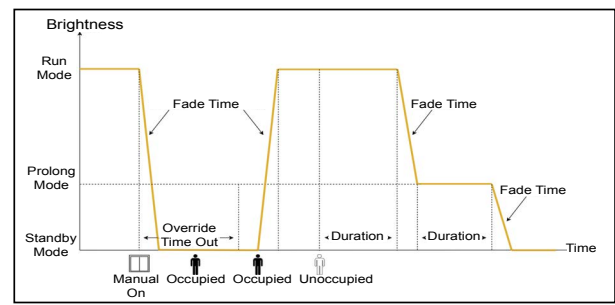 Brightness
Run
Mode
Fade Time
Fade Time
Prolong
Mode
Fade Time
Override
Time Out
Duration
Duration
Standby
Mode
Time
Manual
On
Occupied
Occupied
Unoccupied